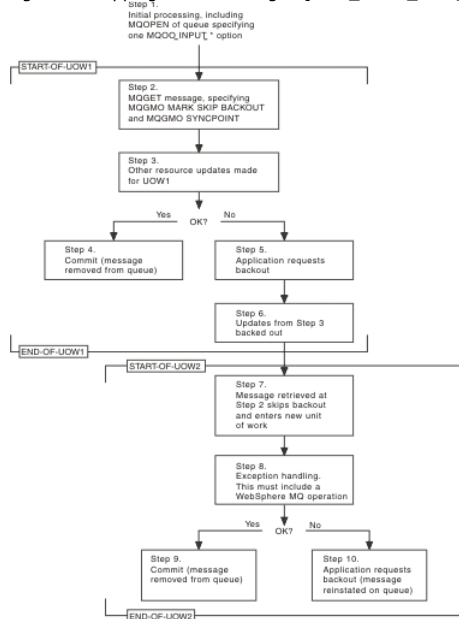 Step 1.
Initial processing, including
MQOPEN of queue specifying
one MQOO_INPUT_* option
START-OF-UOW1
Step 2.
MQGET message, specifying
MQGMO MARK SKIP BACKOUT
and MQGMO SYNCPOINT
Step 3.
Other resource updates made
for UOW1
Yes
OK?
No
Step 4.
Commit (message
removed from queue)
Step 5.
Application requests
backout
Step 6.
Updates from Step 3
backed out
END-OF-UOW1
START-OF-UOW2
Step 7.
Message retrieved at
Step 2 skips backout
and enters new unit
of work
Step 8.
Exception handling.
This must include a
WebSphere MQ operation
Yes
OK?
No
Step 9.
Commit (message
removed from queue)
Step 10.
Application requests
backout (message
reinstated on queue)
END-OF-UOW2